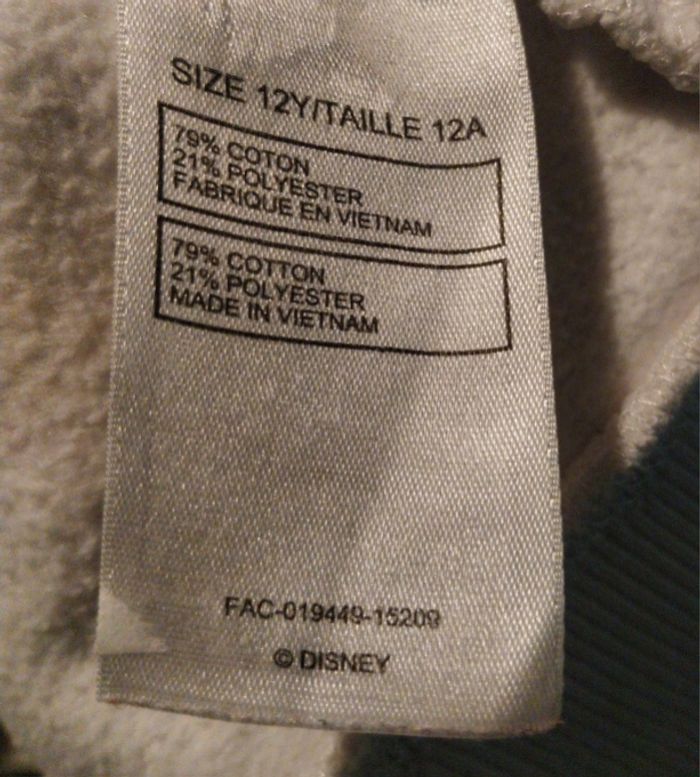 SIZE 12Y/TAILLE 12A
79% COTON
21% POLYESTER
FABRIQUE EN VIETNAM
79% COTTON
21% POLYESTER
MADE IN VIETNAM
FAC-019449-15209
© DISNEY